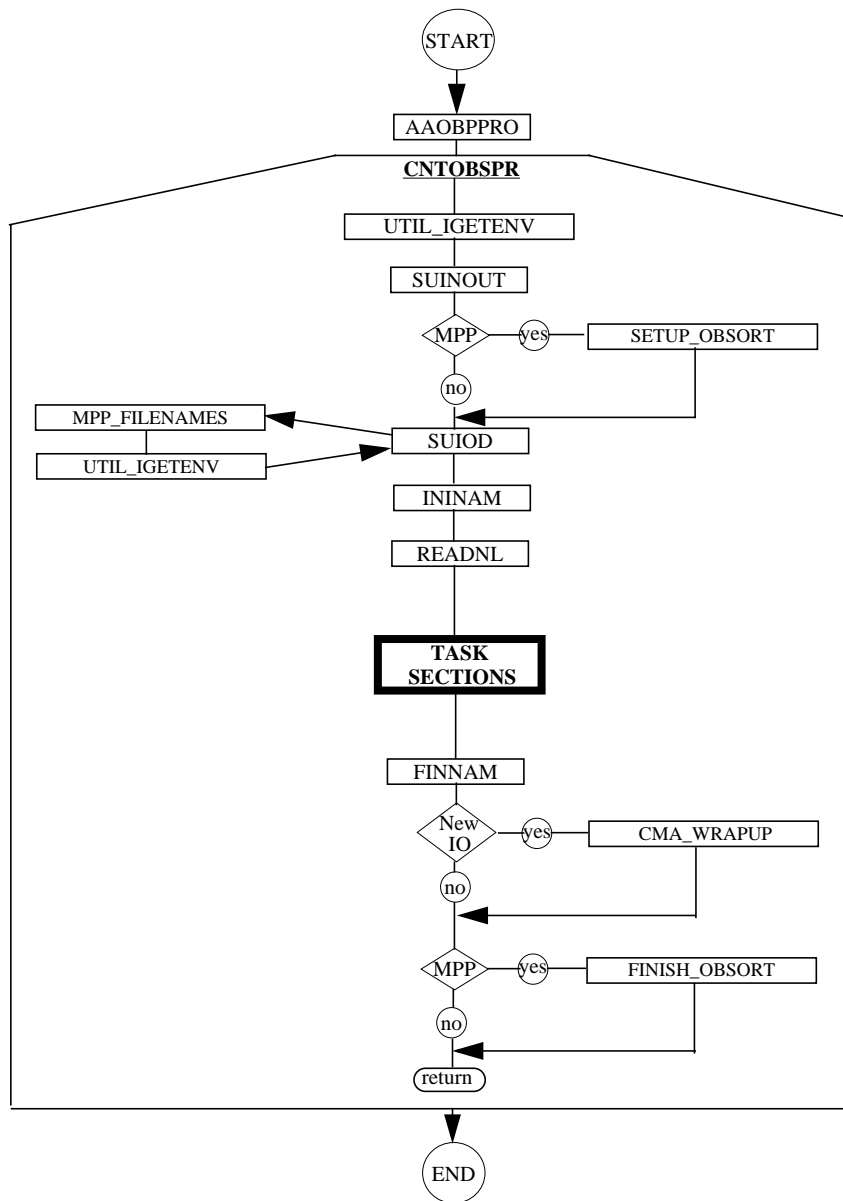 START
AAOBPPRO
CNTOBSPR
UTIL_IGETENV
SUINOUT
MPP
yes
SETUP_OBSORT
no
MPP_FILENAMES
SUIOD
UTIL_IGETENV
ININAM
READNL
TASK
SECTIONS
FINNAM
New
IO
yes
CMA_WRAPUP
no
MPP
yes
FINISH_OBSORT
no
return
END